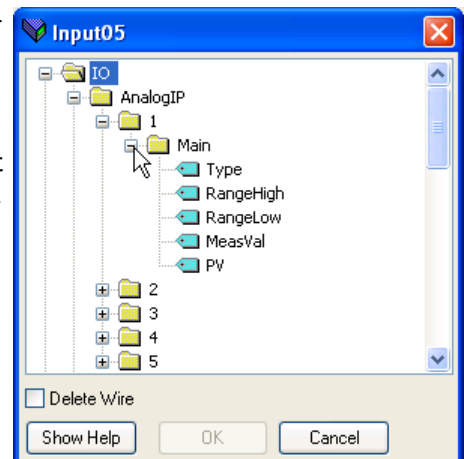 Input05
IO
AnalogIP
1
Main
Type
RangeHigh
RangeLow
MeasVal
PV
2
3
4
5
Delete Wire
Show Help OK Cancel